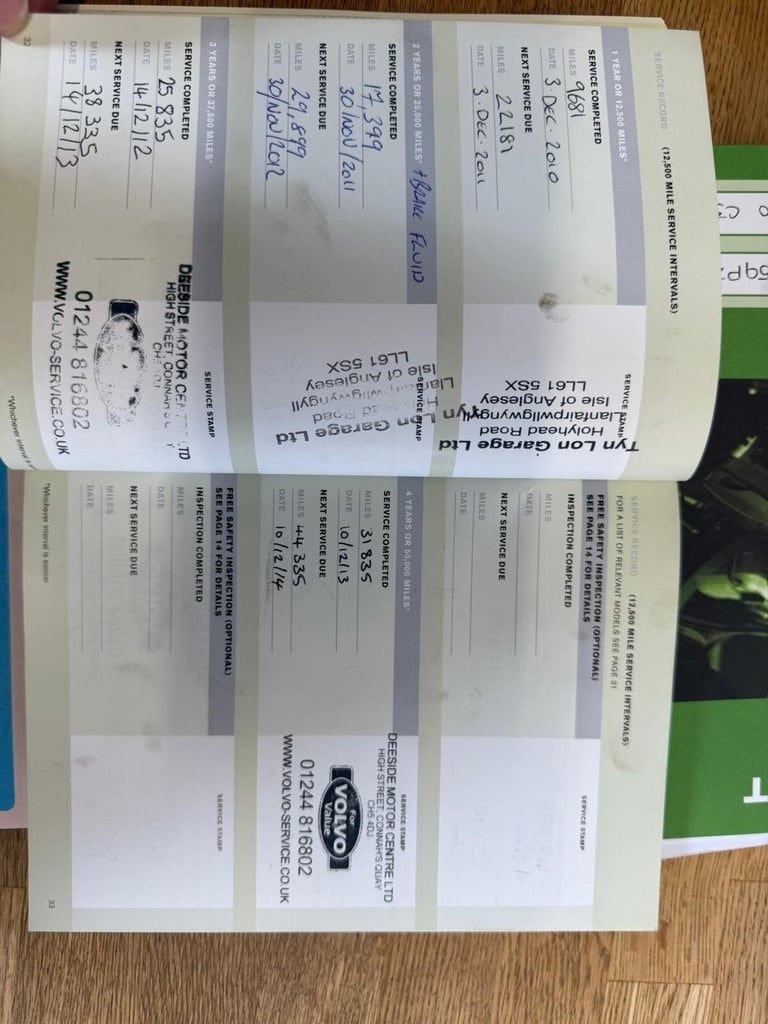 SERVICE RECORD (12,500 MILE SERVICE INTERVALS)
1 YEAR OR 12,500 MILES*
SERVICE COMPLETED
MILES 9681
DATE 3.DEC.2010
NEXT SERVICE DUE
MILES 22181
DATE 3.DEC.2011
SERVICE STAMP
Tyn Lon Garage Ltd
Holyhead Road
Llanfairpwllgwyngyll
Isle of Anglesey
LL61 5SX
2 YEARS OR 25,000 MILES* + BRAKE FLUID
SERVICE COMPLETED
MILES 17,399
DATE 30/NOV/2011
NEXT SERVICE DUE
MILES 29,899
DATE 30/NOV/2012
SERVICE STAMP
Tyn Lon Garage Ltd
Road
Isle of Anglesey
LL61 5SX
3 YEARS OR 37,500 MILES*
SERVICE COMPLETED
MILES 25 835
DATE 14/12/12
NEXT SERVICE DUE
MILES 38 335
DATE 14/12/13
SERVICE STAMP
DEESIDE MOTOR LTD
HIGH STREET, CONNAH'S
01244 816802
WWW.VOLVO-SERVICE.CO.UK
*Whichever interval is
32
SERVICE RECORD (12,500 MILE SERVICE INTERVALS)
FOR A LIST OF RELEVANT MODELS SEE PAGE 31
FREE SAFETY INSPECTION (OPTIONAL)
SEE PAGE 14 FOR DETAILS
INSPECTION COMPLETED
MILES
DATE
NEXT SERVICE DUE
MILES
DATE
SERVICE STAMP
4 YEARS OR 50,000 MILES*
SERVICE COMPLETED
MILES 31 835
DATE 10/12/13
NEXT SERVICE DUE
MILES 44 335
DATE 10/12/14
SERVICE STAMP
DEESIDE MOTOR CENTRE LTD
HIGH STREET, CONNAH'S QUAY
CH5 4DJ
For
VOLVO
Value
01244 816802
WWW.VOLVO-SERVICE.CO.UK
FREE SAFETY INSPECTION (OPTIONAL)
SEE PAGE 14 FOR DETAILS
INSPECTION COMPLETED
MILES
DATE
NEXT SERVICE DUE
MILES
DATE
SERVICE STAMP
*Whichever interval is sooner
33